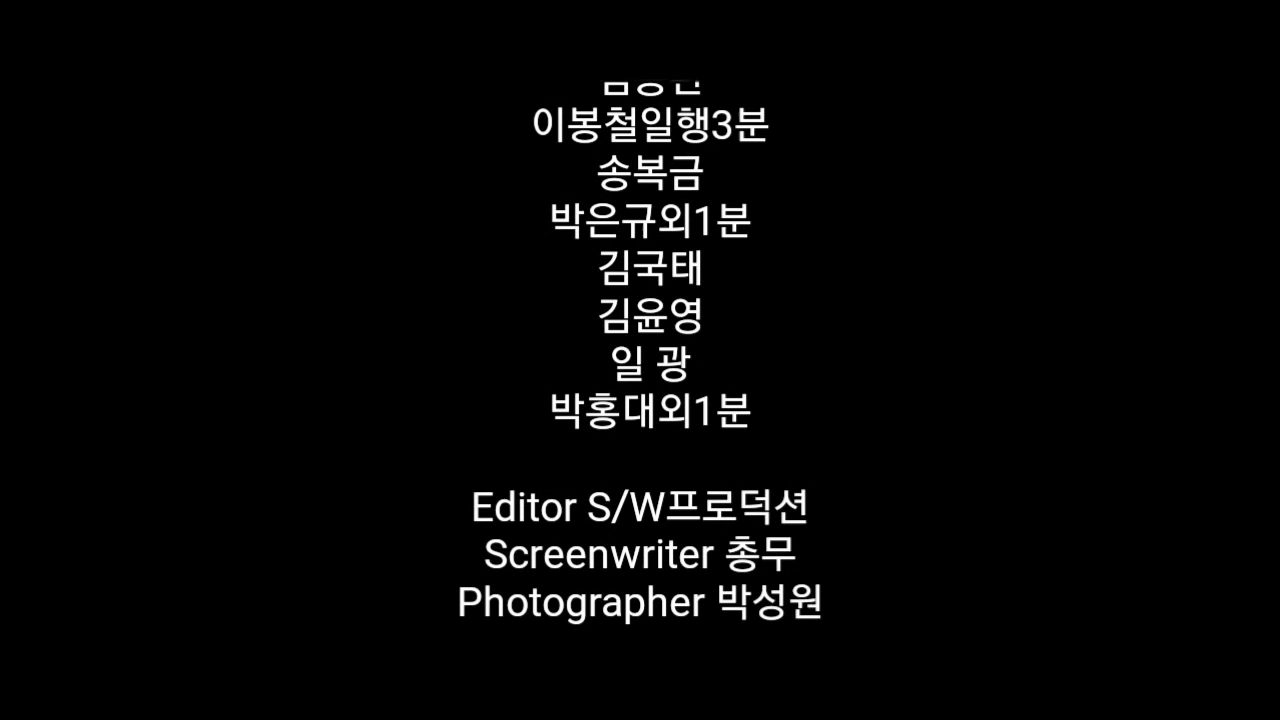 이봉철일행3분
송복금
박은규외1분
김국태
김윤영
일 광
박홍대외1분
Editor S/W프로덕션
Screenwriter 총무
Photographer 박성원